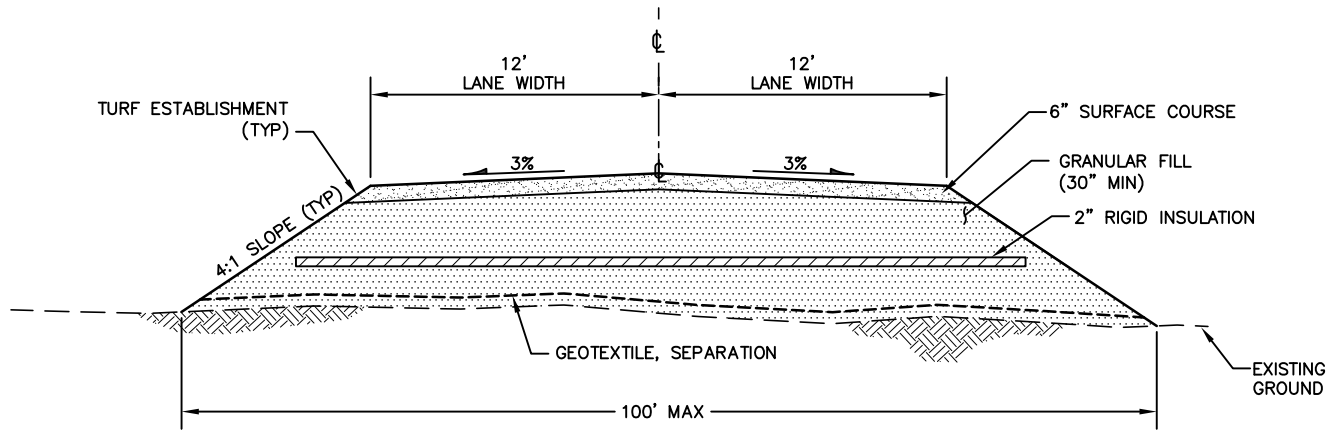 ℄
12'
LANE WIDTH
12'
LANE WIDTH
TURF ESTABLISHMENT
(TYP)
6" SURFACE COURSE
3%
℄
3%
GRANULAR FILL
(30" MIN)
4:1 SLOPE (TYP)
2" RIGID INSULATION
GEOTEXTILE, SEPARATION
EXISTING
GROUND
100' MAX